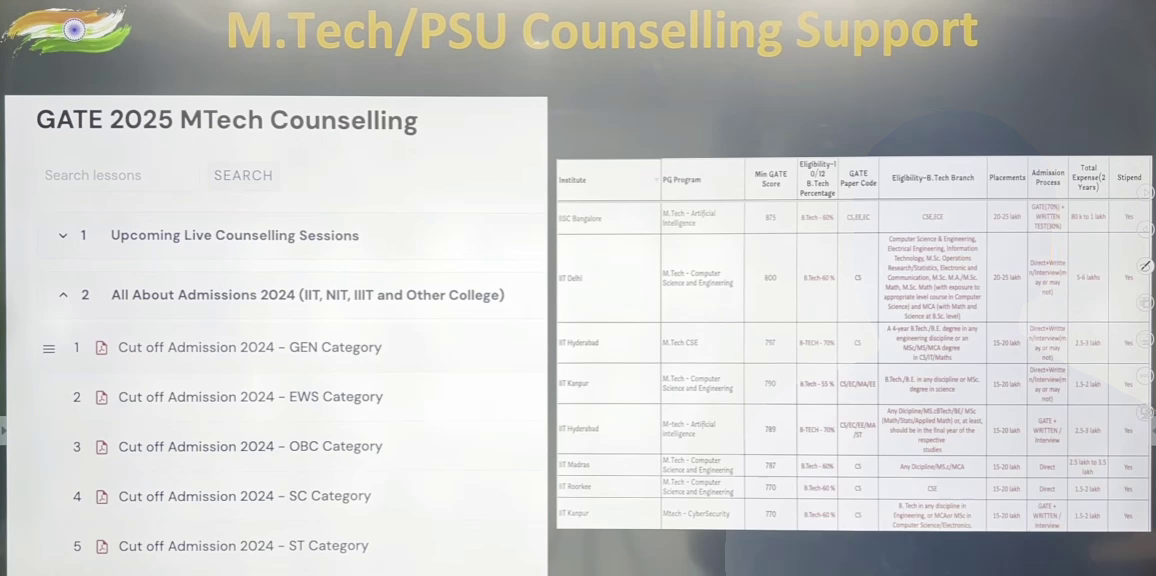 M.Tech/PSU Counselling Support
GATE 2025 MTech Counselling
Search lessons SEARCH
1 Upcoming Live Counselling Sessions
2 All About Admissions 2024 (IIT, NIT, IIIT and Other College)
1 Cut off Admission 2024 - GEN Category
2 Cut off Admission 2024 - EWS Category
3 Cut off Admission 2024 - OBC Category
4 Cut off Admission 2024 - SC Category
5 Cut off Admission 2024 - ST Category
Institute PG Program Min GATE Score Eligibility-10/12 B.Tech Percentage GATE Paper Code Eligibility-B.Tech Branch Placements Admission Process Total Expense(2 Years) Stipend
IISC Bangalore M.Tech - Artificial Intelligence 875 B.Tech - 60% CS,EE,EC CSE,ECE 20-25 lakh GATE(70%) + WRITTEN TEST(30%) 80 k to 1 lakh Yes
IIT Delhi M.Tech - Computer Science and Engineering 800 B.Tech-60 % CS Computer Science & Engineering, Electrical Engineering, Information Technology, M.Sc. Operations Research/Statistics, Electronic and Communication, M.Sc. M.A./M.Sc. Math, M.Sc. Math (with exposure to appropriate level course in Computer Science) and MCA (with Math and Science at B.Sc. level) 20-25 lakh Direct+Written/Interview(may or may not) 5-6 lakhs Yes
IIT Hyderabad M.Tech CSE 797 B-TECH - 70% CS A 4-year B.Tech./B.E. degree in any engineering discipline or an MSc/MS/MCA degree in CS/IT/Maths 15-20 lakh Direct+Written/Interview(may or may not) 2.5-3 lakh Yes
IIT Kanpur M.Tech - Computer Science and Engineering 790 B.Tech - 55 % CS/EC/MA/EE B.Tech./B.E. in any discipline or MSc. degree in science 15-20 lakh Direct+Written/Interview(may or may not) 1.5-2 lakh Yes
IIT Hyderabad M-tech - Artificial intelligence 789 B-TECH - 70% CS/EC/EE/MA/ST Any Dicipline/MS.cBTech/BE/ MSc (Math/Stats/Applied Math) or, at least, should be in the final year of the respective studies 15-20 lakh GATE + WRITTEN / Interview 2.5-3 lakh Yes
IIT Madras M.Tech - Computer Science and Engineering 787 B.Tech - 60% CS Any Dicipline/MS.c/MCA 15-20 lakh Direct 2.5 lakh to 3.5 lakh Yes
IIT Roorkee M.Tech - Computer Science and Engineering 770 B.Tech-60 % CS CSE 15-20 lakh Direct 1.5-2 lakh Yes
IIT Kanpur Mtech - CyberSecurity 770 B.Tech-60 % CS B. Tech in any discipline in Engineering, or MCAor MSc in Computer Science/Electronics. 15-20 lakh GATE + WRITTEN / Interview 1.5-2 lakh Yes